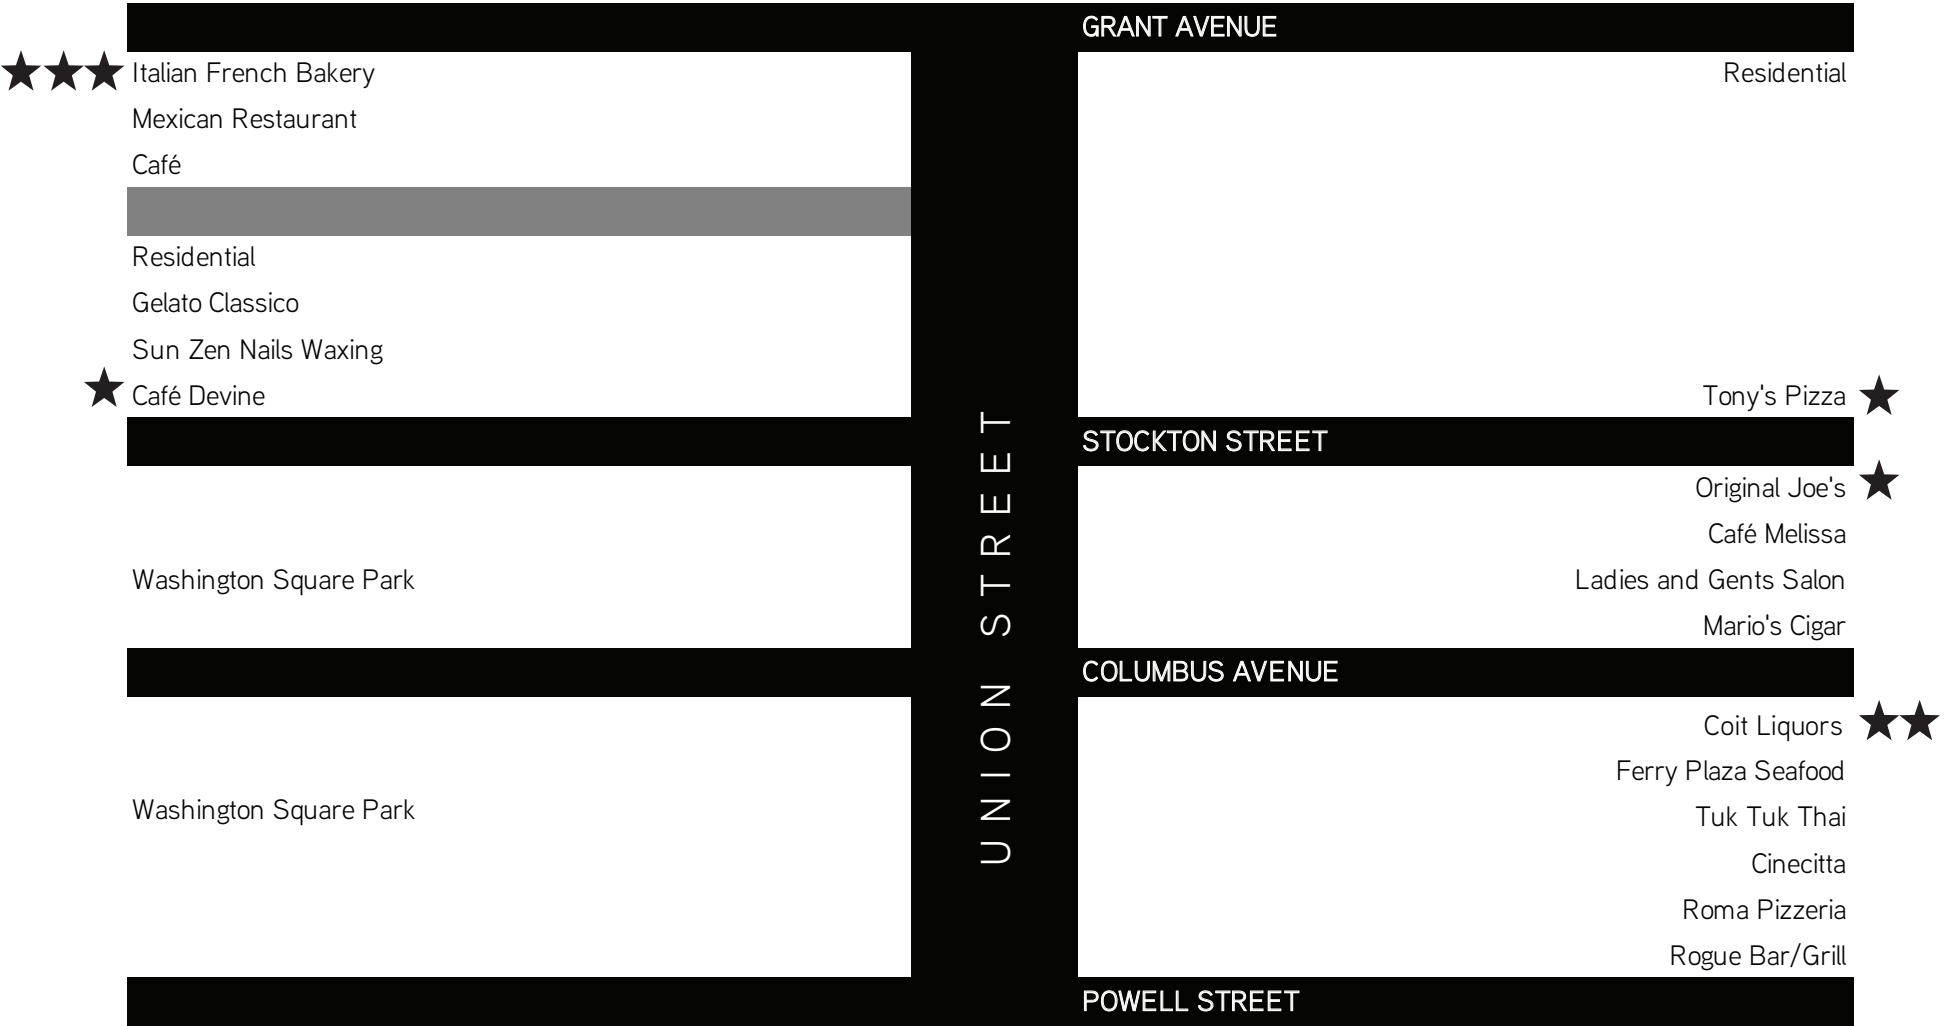 GRANT AVENUE
Italian French Bakery
Residential
Mexican Restaurant
Café
Residential
Gelato Classico
Sun Zen Nails Waxing
Café Devine
Tony's Pizza
STOCKTON STREET
Original Joe's
Café Melissa
Washington Square Park
Ladies and Gents Salon
Mario's Cigar
COLUMBUS AVENUE
Coit Liquors
Ferry Plaza Seafood
Washington Square Park
Tuk Tuk Thai
Cinecitta
Roma Pizzeria
Rogue Bar/Grill
POWELL STREET
UNION STREET